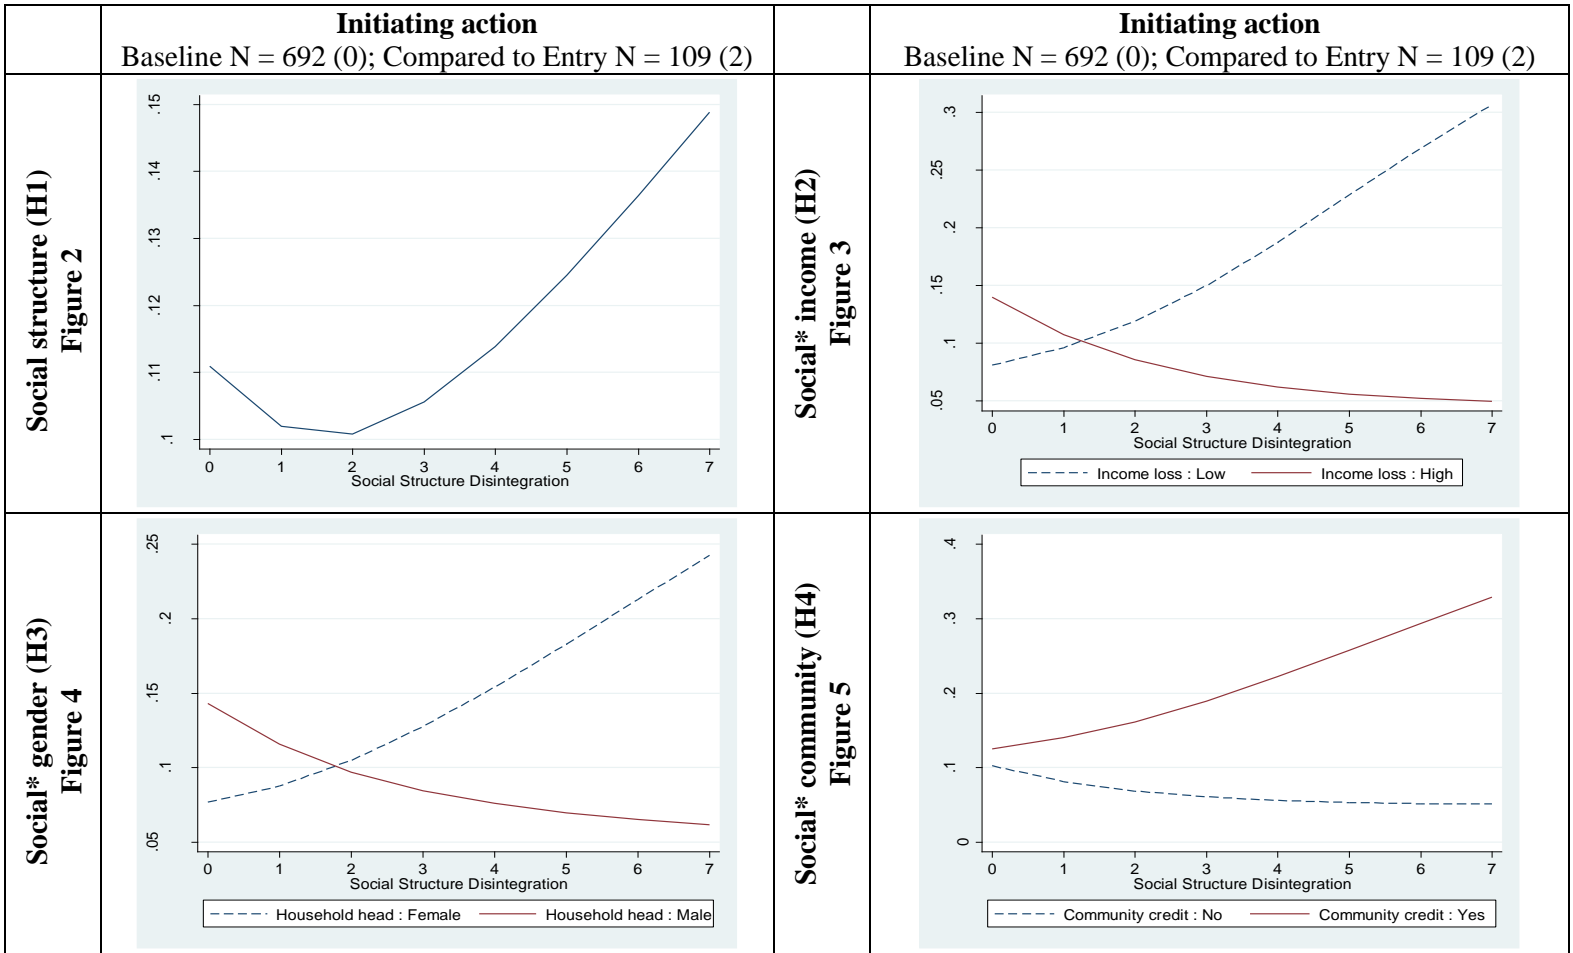 Initiating action
Baseline N = 692 (0); Compared to Entry N = 109 (2)
Initiating action
Baseline N = 692 (0); Compared to Entry N = 109 (2)
Social structure (H1)
Figure 2
.15
.14
.13
.12
.11
.1
0 1 2 3 4 5 6 7
Social Structure Disintegration
Social* income (H2)
Figure 3
.3
.25
.2
.15
.1
.05
0 1 2 3 4 5 6 7
Social Structure Disintegration
Income loss : Low Income loss : High
Social* gender (H3)
Figure 4
.25
.2
.15
.1
.05
0 1 2 3 4 5 6 7
Social Structure Disintegration
Household head : Female Household head : Male
Social* community (H4)
Figure 5
.4
.3
.2
.1
0
0 1 2 3 4 5 6 7
Social Structure Disintegration
Community credit : No Community credit : Yes